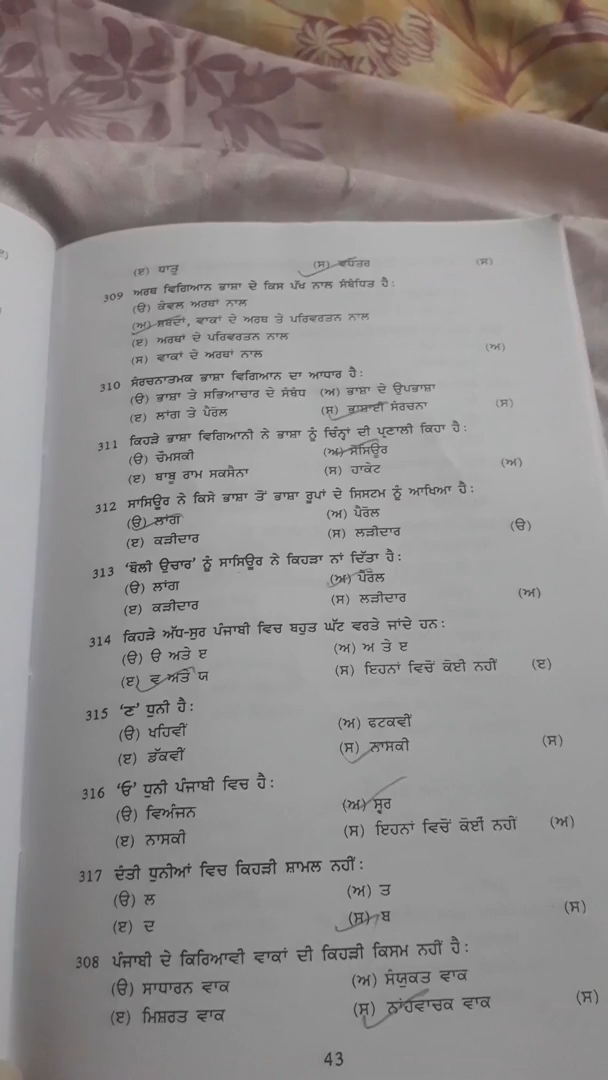 (ੲ) ਧਾਤੂ (ਸ) ਵਾਹਤਰ (ਸ)
309 ਅਰਥ ਵਿਗਿਆਨ ਭਾਸ਼ਾ ਦੇ ਕਿਸ ਪੱਖ ਨਾਲ ਸੰਬੰਧਿਤ ਹੈ:
(ੳ) ਕੇਵਲ ਅਰਥਾਂ ਨਾਲ
(ਅ) ਸ਼ਬਦਾਂ, ਵਾਕਾਂ ਦੇ ਅਰਥ ਤੇ ਪਰਿਵਰਤਨ ਨਾਲ
(ੲ) ਅਰਥਾਂ ਦੇ ਪਰਿਵਰਤਨ ਨਾਲ
(ਸ) ਵਾਕਾਂ ਦੇ ਅਰਥਾਂ ਨਾਲ (ਅ)
310 ਸੰਰਚਨਾਤਮਕ ਭਾਸ਼ਾ ਵਿਗਿਆਨ ਦਾ ਆਧਾਰ ਹੈ:
(ੳ) ਭਾਸ਼ਾ ਤੇ ਸਭਿਆਚਾਰ ਦੇ ਸੰਬੰਧ (ਅ) ਭਾਸ਼ਾ ਦੇ ਉਪਭਾਸ਼ਾ
(ੲ) ਲਾਂਗ ਤੇ ਪੈਰੋਲ (ਸ) ਭਾਸ਼ਾਈ ਸੰਰਚਨਾ (ਸ)
311 ਕਿਹੜੇ ਭਾਸ਼ਾ ਵਿਗਿਆਨੀ ਨੇ ਭਾਸ਼ਾ ਨੂੰ ਚਿੰਨ੍ਹਾਂ ਦੀ ਪ੍ਰਣਾਲੀ ਕਿਹਾ ਹੈ:
(ੳ) ਚੌਮਸਕੀ (ਅ) ਸੋਸਿਊਰ
(ੲ) ਬਾਬੂ ਰਾਮ ਸਕਸੈਨਾ (ਸ) ਹਾਕੇਟ (ਅ)
312 ਸਾਸਿਊਰ ਨੇ ਕਿਸੇ ਭਾਸ਼ਾ ਤੋਂ ਭਾਸ਼ਾ ਰੂਪਾਂ ਦੇ ਸਿਸਟਮ ਨੂੰ ਆਖਿਆ ਹੈ:
(ੳ) ਲਾਂਗ (ਅ) ਪੈਰੋਲ
(ੲ) ਕੜੀਦਾਰ (ਸ) ਲੜੀਦਾਰ (ੳ)
313 ‘ਬੋਲੀ ਉਚਾਰ’ ਨੂੰ ਸਾਸਿਊਰ ਨੇ ਕਿਹੜਾ ਨਾਂ ਦਿੱਤਾ ਹੈ:
(ੳ) ਲਾਂਗ (ਅ) ਪੈਰੋਲ
(ੲ) ਕੜੀਦਾਰ (ਸ) ਲੜੀਦਾਰ (ਅ)
314 ਕਿਹੜੇ ਅੱਧ-ਸੁਰ ਪੰਜਾਬੀ ਵਿਚ ਬਹੁਤ ਘੱਟ ਵਰਤੇ ਜਾਂਦੇ ਹਨ:
(ੳ) ੳ ਅਤੇ ੲ (ਅ) ਅ ਤੇ ੲ
(ੲ) ਵ ਅਤੇ ਯ (ਸ) ਇਹਨਾਂ ਵਿਚੋਂ ਕੋਈ ਨਹੀਂ (ੲ)
315 ‘ਣ’ ਧੁਨੀ ਹੈ:
(ੳ) ਖਹਿਵੀਂ (ਅ) ਫਟਕਵੀਂ
(ੲ) ਡੱਕਵੀਂ (ਸ) ਨਾਸਕੀ (ਸ)
316 ‘ਓ’ ਧੁਨੀ ਪੰਜਾਬੀ ਵਿਚ ਹੈ:
(ੳ) ਵਿਅੰਜਨ (ਅ) ਸ੍ਵਰ
(ੲ) ਨਾਸਕੀ (ਸ) ਇਹਨਾਂ ਵਿਚੋਂ ਕੋਈ ਨਹੀਂ (ਅ)
317 ਦੰਤੀ ਧੁਨੀਆਂ ਵਿਚ ਕਿਹੜੀ ਸ਼ਾਮਲ ਨਹੀਂ:
(ੳ) ਲ (ਅ) ਤ
(ੲ) ਦ (ਸ) ਬ (ਸ)
308 ਪੰਜਾਬੀ ਦੇ ਕਿਰਿਆਵੀ ਵਾਕਾਂ ਦੀ ਕਿਹੜੀ ਕਿਸਮ ਨਹੀਂ ਹੈ:
(ੳ) ਸਾਧਾਰਨ ਵਾਕ (ਅ) ਸੰਯੁਕਤ ਵਾਕ
(ੲ) ਮਿਸ਼ਰਤ ਵਾਕ (ਸ) ਨਾਂਹਵਾਚਕ ਵਾਕ (ਸ)
43